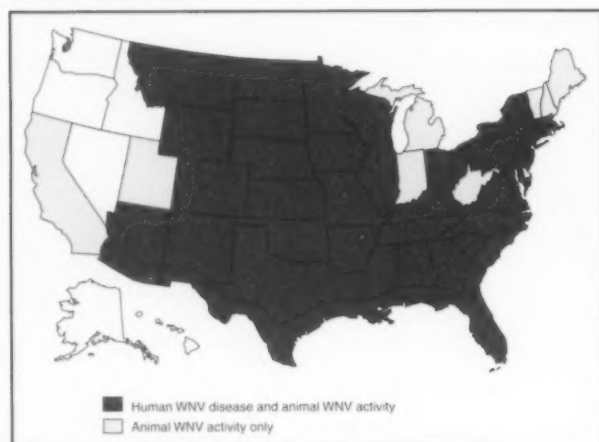 Human WNV disease and animal WNV activity
Animal WNV activity only